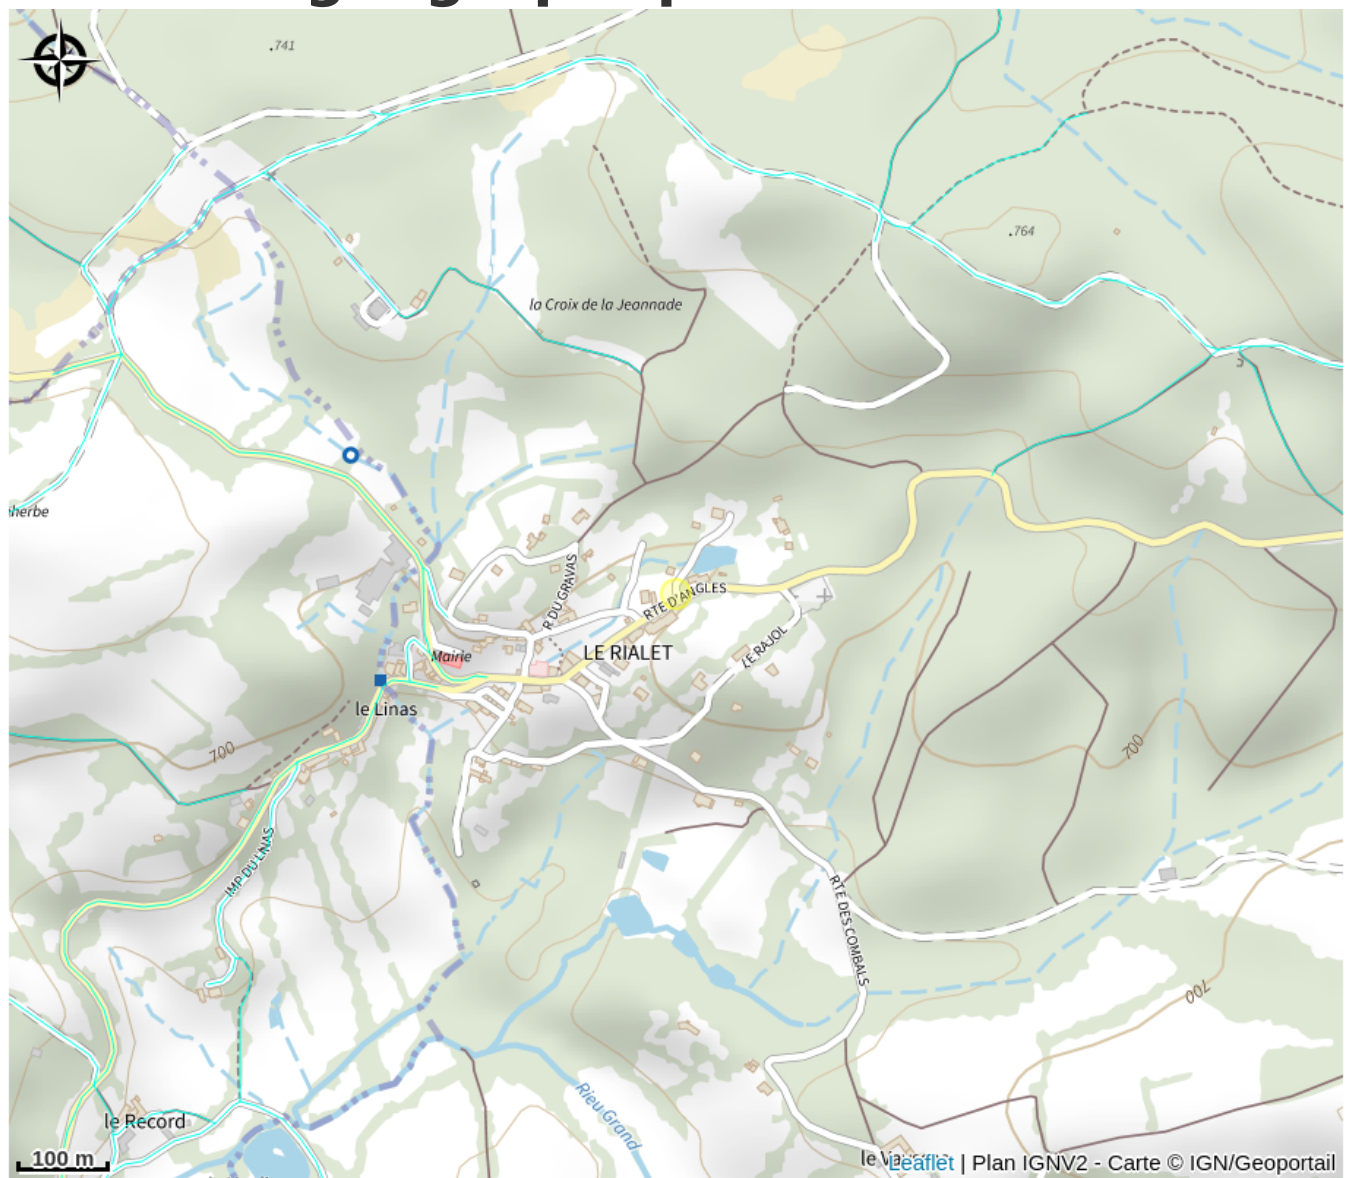 .741
.764
la Croix de la Jeannade
herbe
R DU GRAVAS
RTE D'ANGLES
LE RIALET
LE RAJOL
Mairie
le Linas
700
700
IMP DU LINAS
RTE DES COMBALS
700
Rieu Grand
le Record
100 m
Leaflet | Plan IGNV2 - Carte © IGN/Geoportail